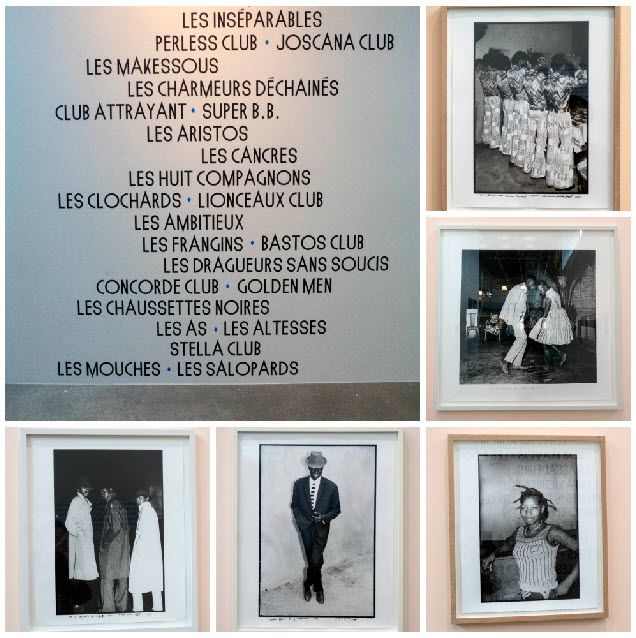 LES INSÉPARABLES
PERLESS CLUB • JOSCANA CLUB
LES MAKESSOUS
LES CHARMEURS DÉCHAINÉS
CLUB ATTRAYANT • SUPER B.B.
LES ARISTOS
LES CANCRES
LES HUIT COMPAGNONS
LES CLOCHARDS • LIONCEAUX CLUB
LES AMBITIEUX
LES FRANGINS • BASTOS CLUB
LES DRAGUEURS SANS SOUCIS
CONCORDE CLUB • GOLDEN MEN
LES CHAUSSETTES NOIRES
LES AS • LES ALTESSES
STELLA CLUB
LES MOUCHES • LES SALOPARDS